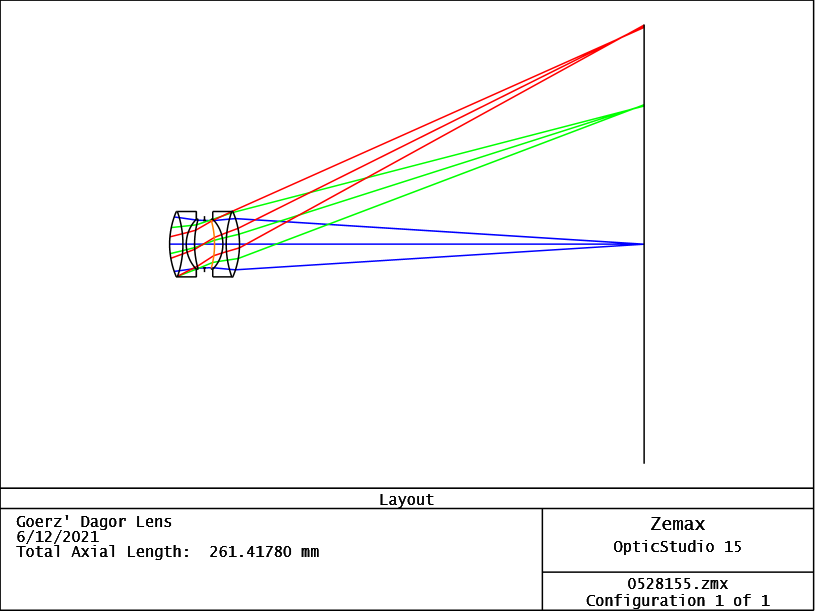 Layout
Goerz' Dagor Lens
6/12/2021
Total Axial Length:  261.41780 mm
Zemax
OpticStudio 15
0528155.zmx
Configuration 1 of 1